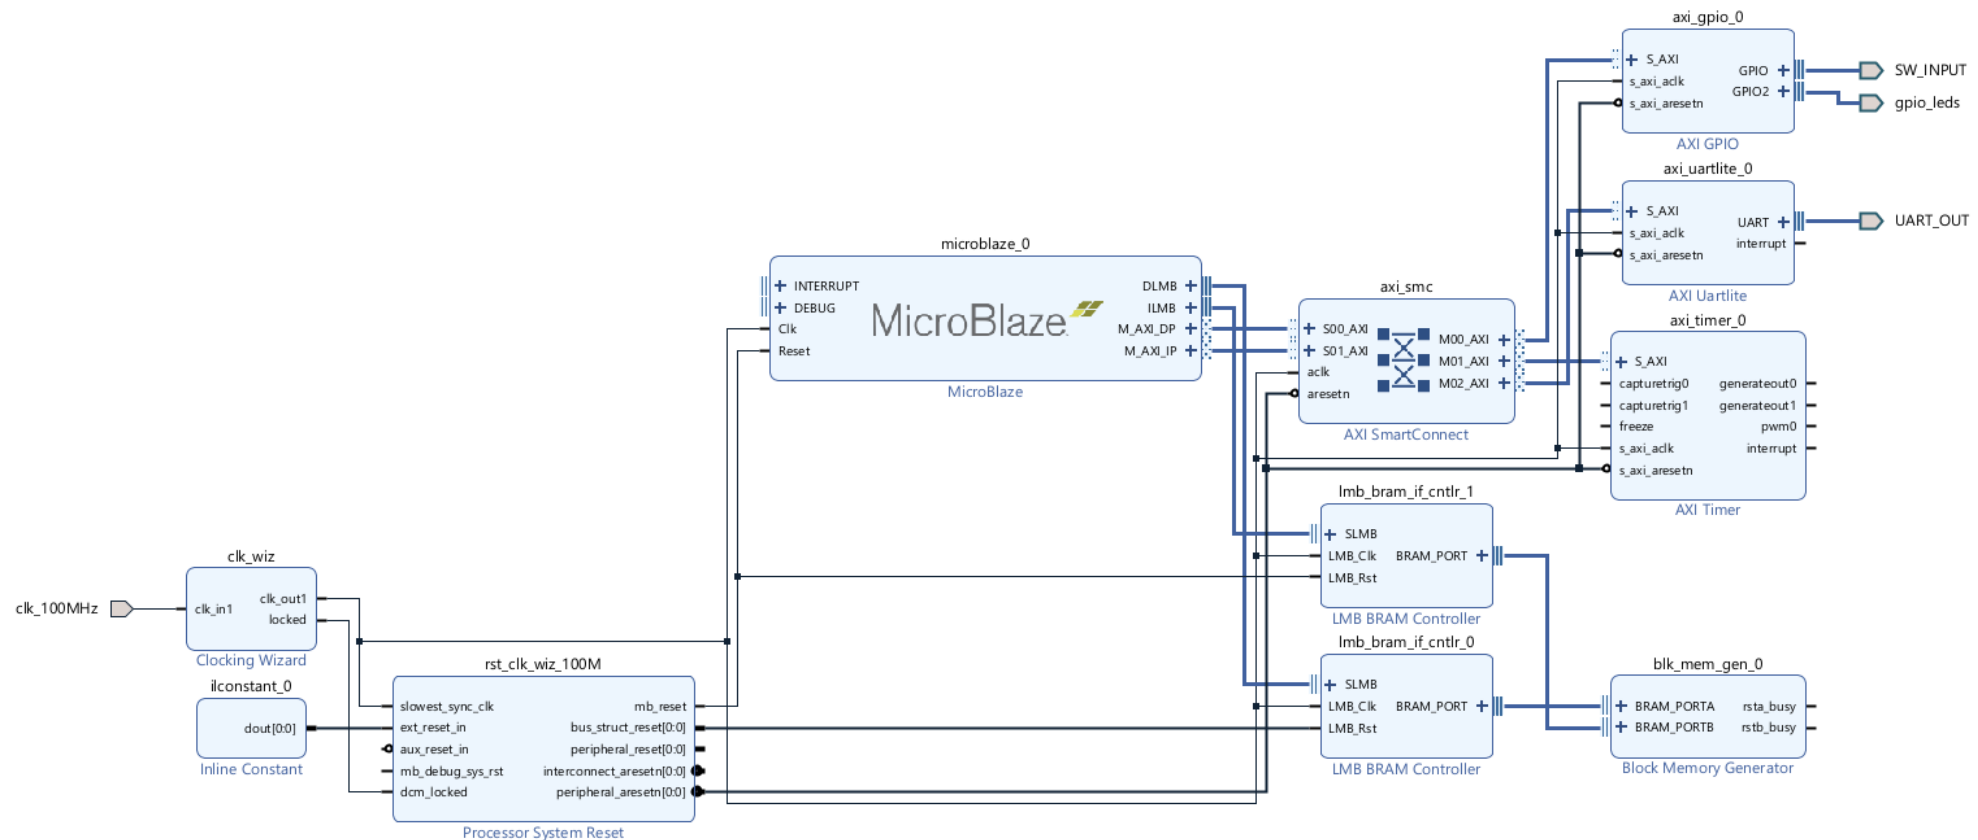 axi_gpio_0
S_AXI
s_axi_aclk
s_axi_aresetn
GPIO
GPIO2
AXI GPIO
SW_INPUT
gpio_leds
axi_uartlite_0
S_AXI
s_axi_aclk
s_axi_aresetn
UART
interrupt
AXI Uartlite
UART_OUT
microblaze_0
INTERRUPT
DEBUG
Clk
Reset
MicroBlaze
DLMB
ILMB
M_AXI_DP
M_AXI_IP
MicroBlaze
axi_smc
S00_AXI
S01_AXI
aclk
aresetn
M00_AXI
M01_AXI
M02_AXI
AXI SmartConnect
axi_timer_0
S_AXI
capturetrig0
capturetrig1
freeze
s_axi_aclk
s_axi_aresetn
generateout0
generateout1
pwm0
interrupt
AXI Timer
lmb_bram_if_cntlr_1
SLMB
LMB_Clk
LMB_Rst
BRAM_PORT
LMB BRAM Controller
clk_100MHz
clk_wiz
clk_in1
clk_out1
locked
Clocking Wizard
ilconstant_0
dout[0:0]
Inline Constant
rst_clk_wiz_100M
slowest_sync_clk
ext_reset_in
aux_reset_in
mb_debug_sys_rst
dcm_locked
mb_reset
bus_struct_reset[0:0]
peripheral_reset[0:0]
interconnect_aresetn[0:0]
peripheral_aresetn[0:0]
Processor System Reset
lmb_bram_if_cntlr_0
SLMB
LMB_Clk
LMB_Rst
BRAM_PORT
LMB BRAM Controller
blk_mem_gen_0
BRAM_PORTA
BRAM_PORTB
rsta_busy
rstb_busy
Block Memory Generator